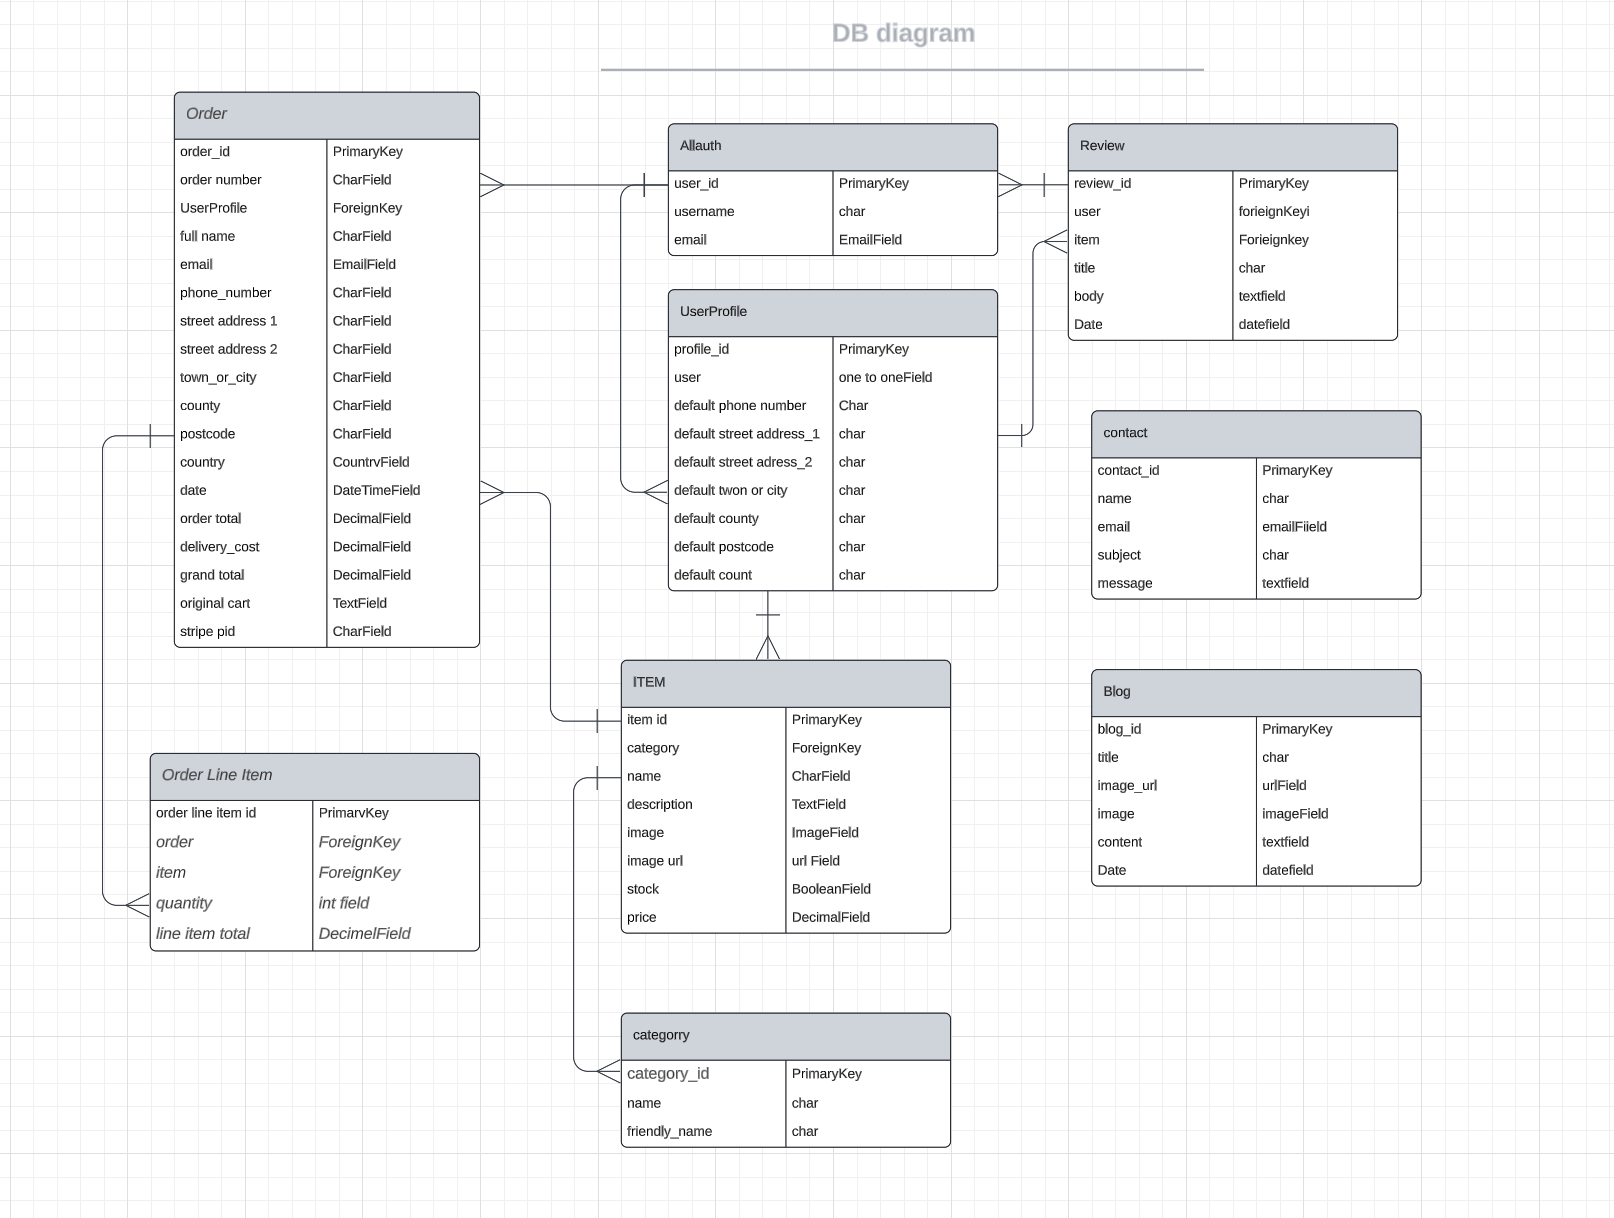 DB diagram
Order
order_id PrimaryKey
order number CharField
UserProfile ForeignKey
full name CharField
email EmailField
phone_number CharField
street address 1 CharField
street address 2 CharField
town_or_city CharField
county CharField
postcode CharField
country CountrvField
date DateTimeField
order total DecimalField
delivery_cost DecimalField
grand total DecimalField
original cart TextField
stripe pid CharField
Allauth
user_id PrimaryKey
username char
email EmailField
Review
review_id PrimaryKey
user forieignKeyi
item Forieignkey
title char
body textfield
Date datefield
UserProfile
profile_id PrimaryKey
user one to oneField
default phone number Char
default street address_1 char
default street adress_2 char
default twon or city char
default county char
default postcode char
default count char
contact
contact_id PrimaryKey
name char
email emailFiield
subject char
message textfield
ITEM
item id PrimaryKey
category ForeignKey
name CharField
description TextField
image ImageField
image url url Field
stock BooleanField
price DecimalField
Blog
blog_id PrimaryKey
title char
image_url urlField
image imageField
content textfield
Date datefield
Order Line Item
order line item id PrimarvKey
order ForeignKey
item ForeignKey
quantity int field
line item total DecimelField
categorry
category_id PrimaryKey
name char
friendly_name char